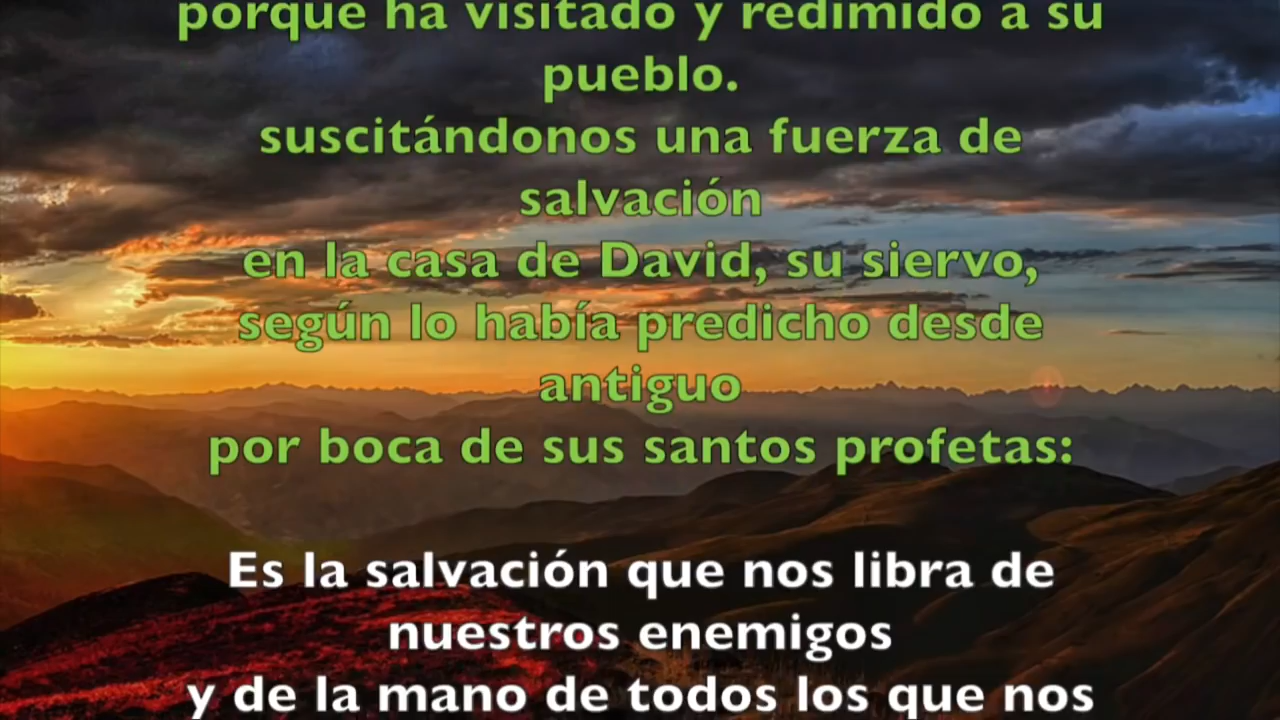 porque ha visitado y redimido a su
pueblo.
suscitándonos una fuerza de
salvación
en la casa de David, su siervo,
según lo había predicho desde
antiguo
por boca de sus santos profetas:
Es la salvación que nos libra de
nuestros enemigos
y de la mano de todos los que nos